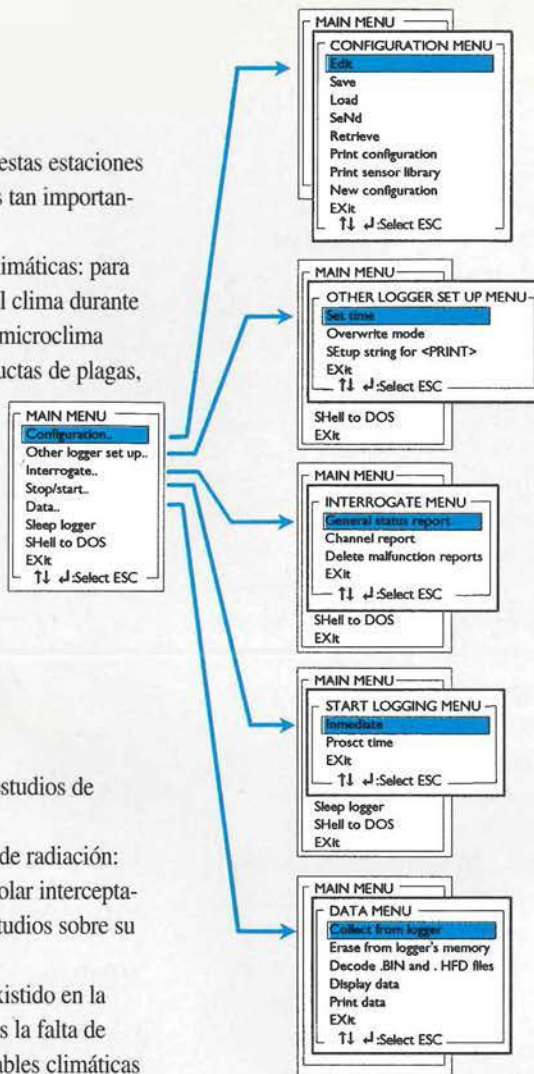 estas estaciones
s tan importan-
limáticas: para
l clima durante
microclima
uctas de plagas,
MAIN MENU
Configuration..
Other logger set up..
Interrogate..
Stop/start..
Data..
Sleep logger
SHell to DOS
EXit
↑↓ ↲:Select ESC
studios de
de radiación:
olar intercepta-
tudios sobre su
xistido en la
s la falta de
ables climáticas
MAIN MENU
CONFIGURATION MENU
Edit
Save
Load
SeNd
Retrieve
Print configuration
Print sensor library
New configuration
EXit
↑↓ ↲:Select ESC
MAIN MENU
OTHER LOGGER SET UP MENU
Set time
Overwrite mode
SEtup string for <PRINT>
EXit
↑↓ ↲:Select ESC
SHell to DOS
EXit
MAIN MENU
INTERROGATE MENU
General status report
Channel report
Delete malfunction reports
EXit
↑↓ ↲:Select ESC
SHell to DOS
EXit
MAIN MENU
START LOGGING MENU
Inmediate
Prosct time
EXit
↑↓ ↲:Select ESC
Sleep logger
SHell to DOS
EXit
MAIN MENU
DATA MENU
Collect from logger
Erase from logger's memory
Decode .BIN and . HFD files
Display data
Print data
EXit
↑↓ ↲:Select ESC